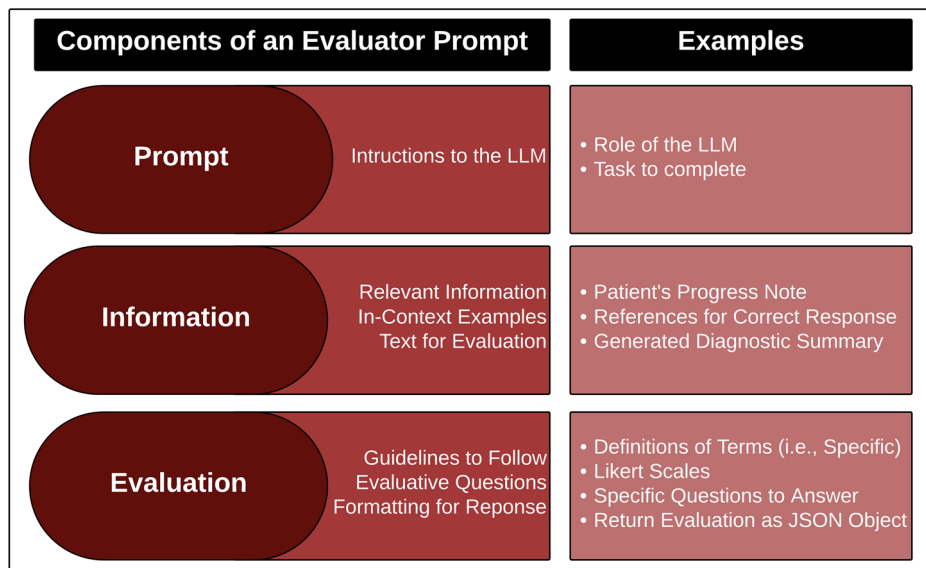 Components of an Evaluator Prompt
Examples
Prompt
Intructions to the LLM
• Role of the LLM
• Task to complete
Information
Relevant Information
In-Context Examples
Text for Evaluation
• Patient's Progress Note
• References for Correct Response
• Generated Diagnostic Summary
Evaluation
Guidelines to Follow
Evaluative Questions
Formatting for Reponse
• Definitions of Terms (i.e., Specific)
• Likert Scales
• Specific Questions to Answer
• Return Evaluation as JSON Object